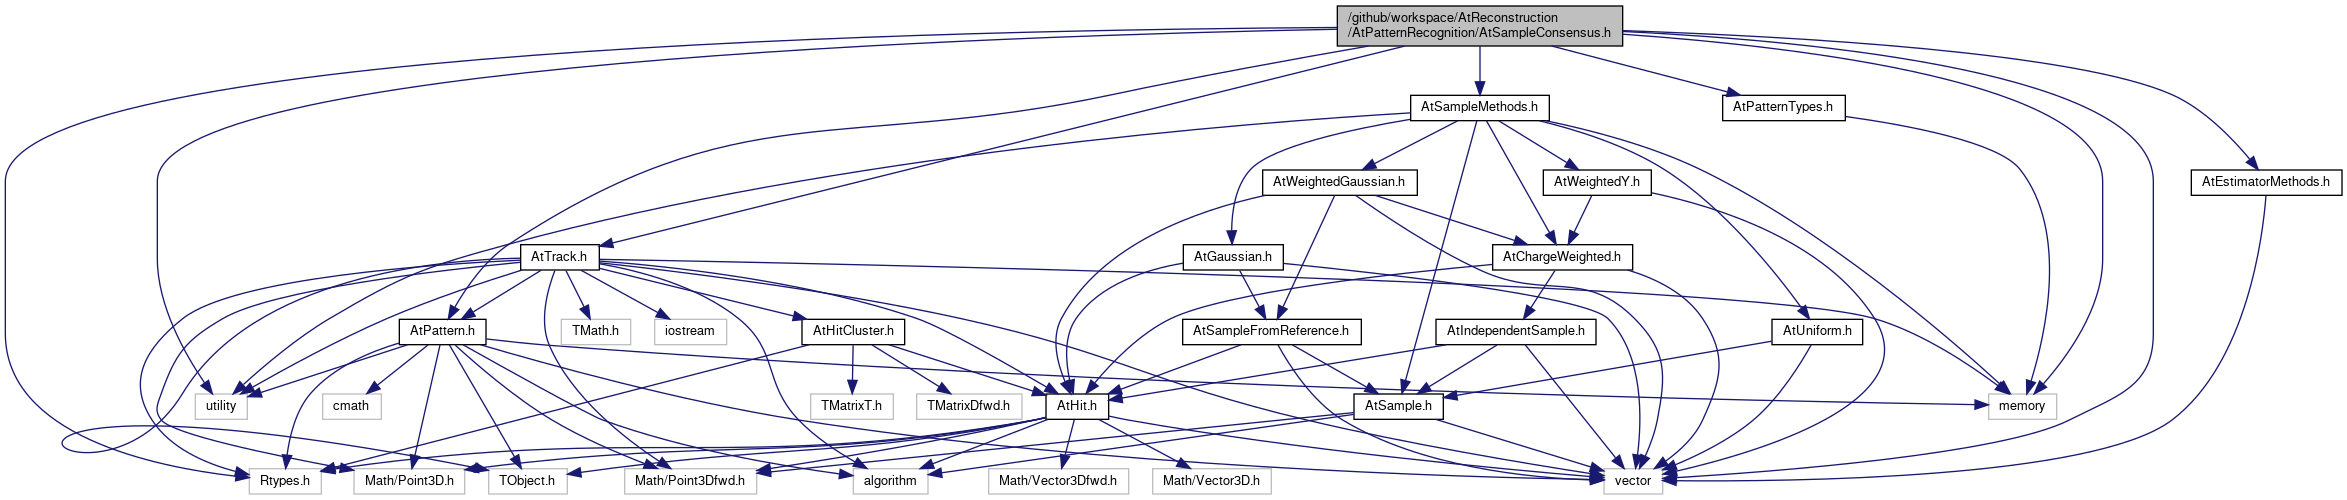 /github/workspace/AtReconstruction
/AtPatternRecognition/AtSampleConsensus.h
AtSampleMethods.h
AtPatternTypes.h
AtWeightedGaussian.h
AtWeightedY.h
AtEstimatorMethods.h
AtTrack.h
AtGaussian.h
AtChargeWeighted.h
AtPattern.h
TMath.h
iostream
AtHitCluster.h
AtSampleFromReference.h
AtIndependentSample.h
AtUniform.h
utility
cmath
TMatrixT.h
TMatrixDfwd.h
AtHit.h
AtSample.h
memory
Rtypes.h
Math/Point3D.h
TObject.h
Math/Point3Dfwd.h
algorithm
Math/Vector3Dfwd.h
Math/Vector3D.h
vector